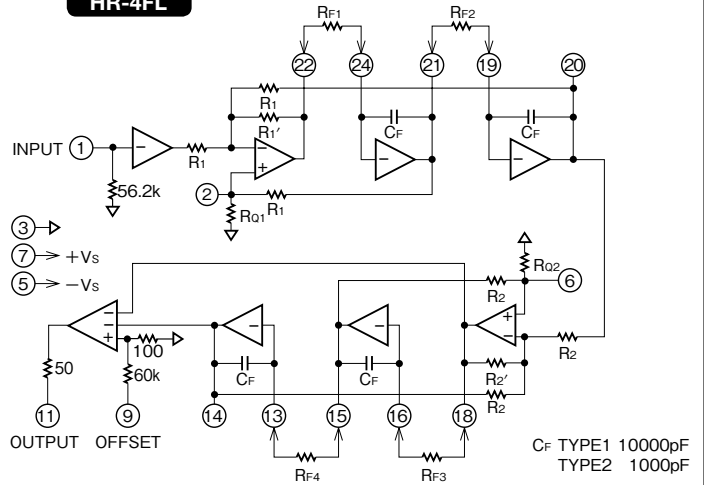 HR-4FL
RF1
RF2
22
24
21
19
20
R1
R1′
CF
CF
INPUT 1
R1
−
−
+
−
−
2
R1
56.2k
RQ1
3
7 +VS
5 −VS
RQ2
6
R2
−
−
+
100
−
−
+
−
R2
50
60k
CF
CF
R2′
R2
11
9
14
13
15
16
18
OUTPUT
OFFSET
RF4
RF3
CF TYPE1 10000pF
TYPE2 1000pF